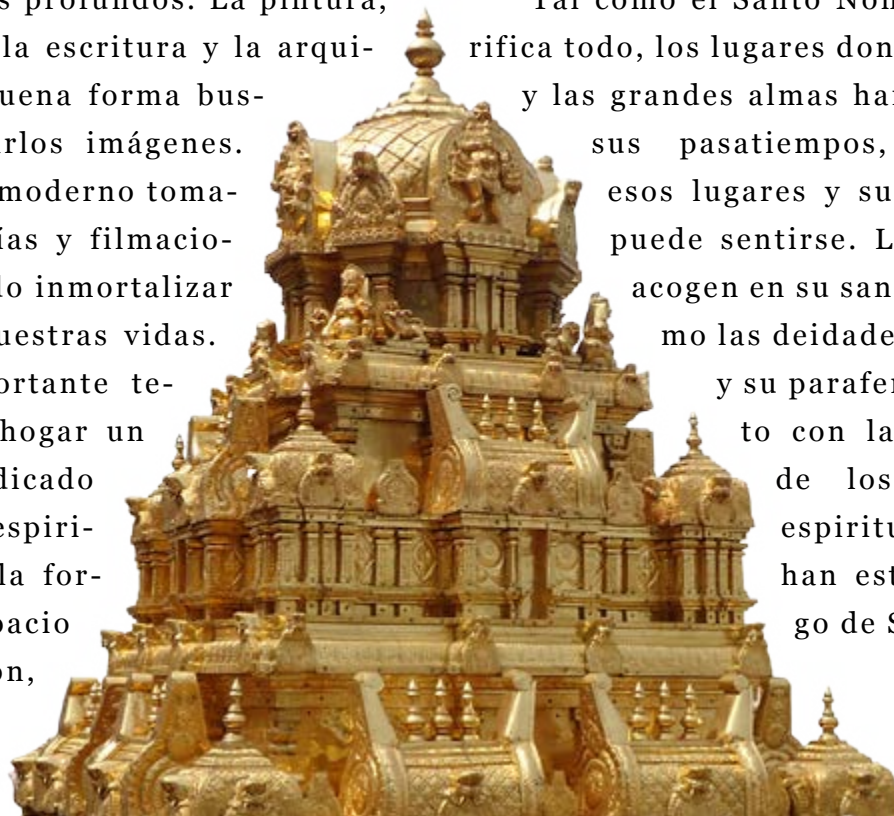 s profundos. La pintura,
la escritura y la arqui-
uena forma bus-
rlos imágenes.
moderno toma-
ías y filmacio-
lo inmortalizar
uestras vidas.
ortante te-
hogar un
dicado
espiri-
la for-
pacio
on,
Tal como el Santo Nom
rifica todo, los lugares don
y las grandes almas ha
sus pasatiempos,
esos lugares y su
puede sentirse. L
acogen en su san
mo las deidade
y su parafer
to con la
de los
espiritu
han est
go de S